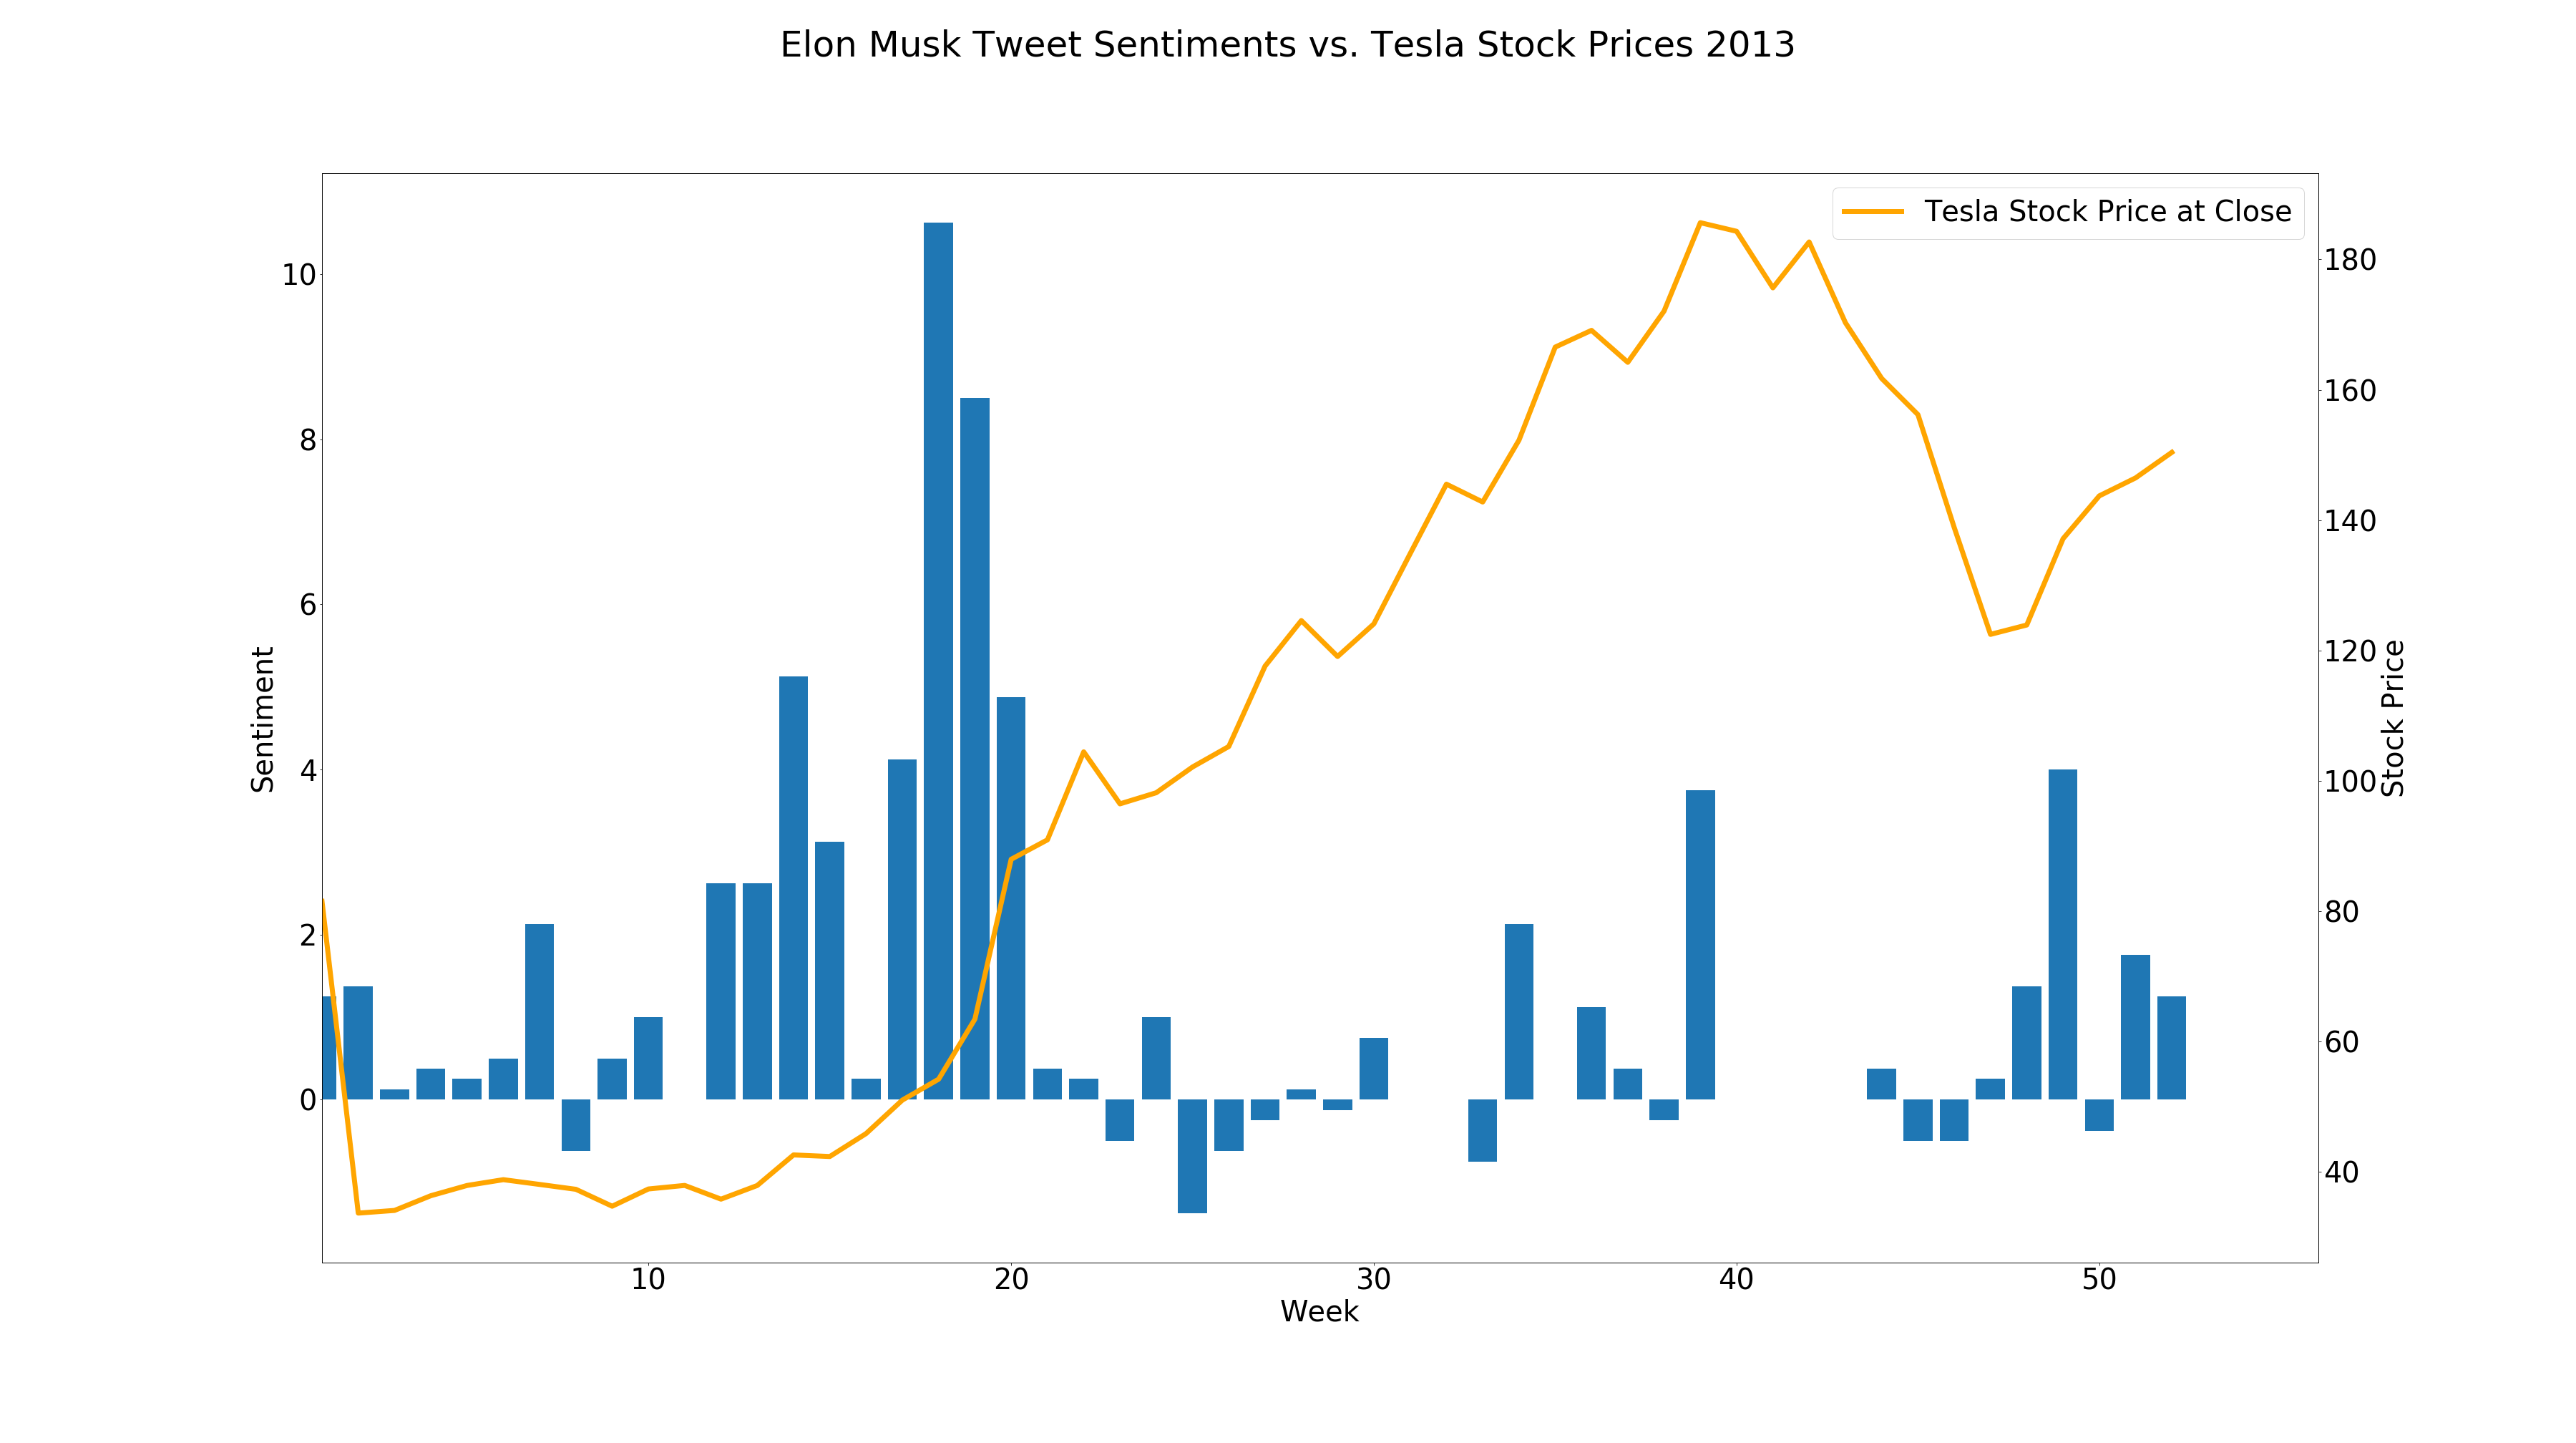 Elon Musk Tweet Sentiments vs. Tesla Stock Prices 2013
Tesla Stock Price at Close
10
8
6
4
2
0
Sentiment
180
160
140
120
100
80
60
40
Stock Price
10 20 30 40 50
Week